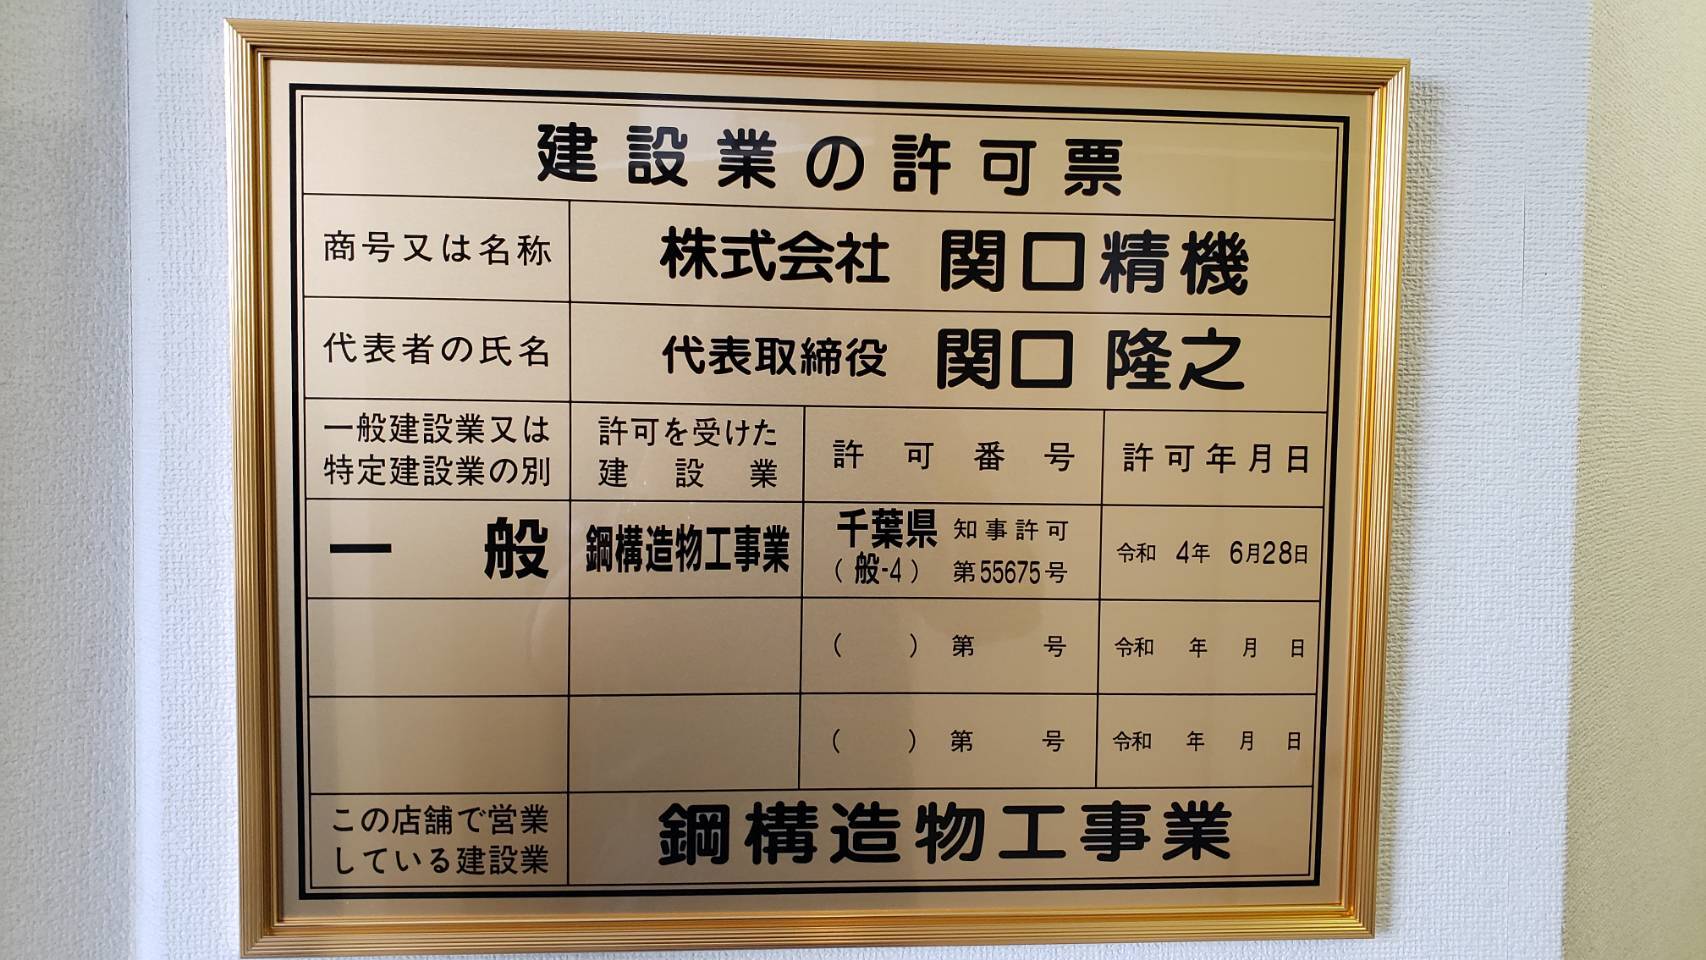 建設業の許可票
商号又は名称
株式会社 関口精機
代表者の氏名
代表取締役 関口 隆之
一般建設業又は
特定建設業の別
許可を受けた
建設業
許可番号
許可年月日
一般
鋼構造物工事業
千葉県 知事許可
（般-4） 第55675号
令和 4年 6月28日
（ ） 第 号
令和 年 月 日
（ ） 第 号
令和 年 月 日
この店舗で営業
している建設業
鋼構造物工事業